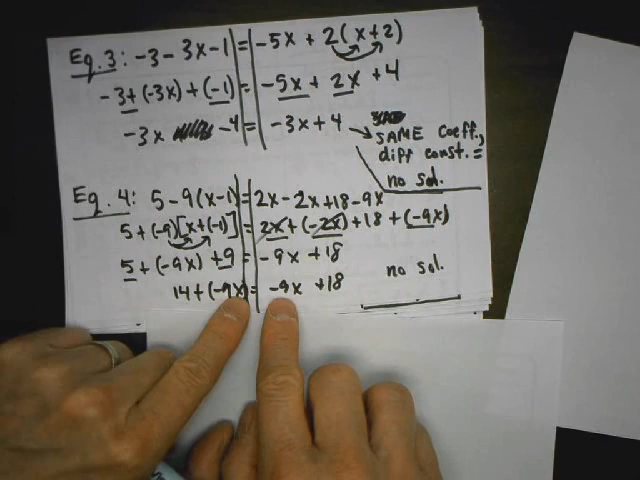 Eg. 3: -3 - 3x - 1 = -5x + 2(x + 2)
-3 + (-3x) + (-1) = -5x + 2x + 4
-3x -4 = -3x + 4 → SAME coeff,
diff const. =
no sol.
Eg. 4: 5 - 9(x - 1) = 2x - 2x + 18 - 9x
5 + (-9)[x + (-1)] = 2x + (-2x) + 18 + (-9x)
5 + (-9x) + 9 = -9x + 18
no sol.
14 + (-9x) = -9x + 18